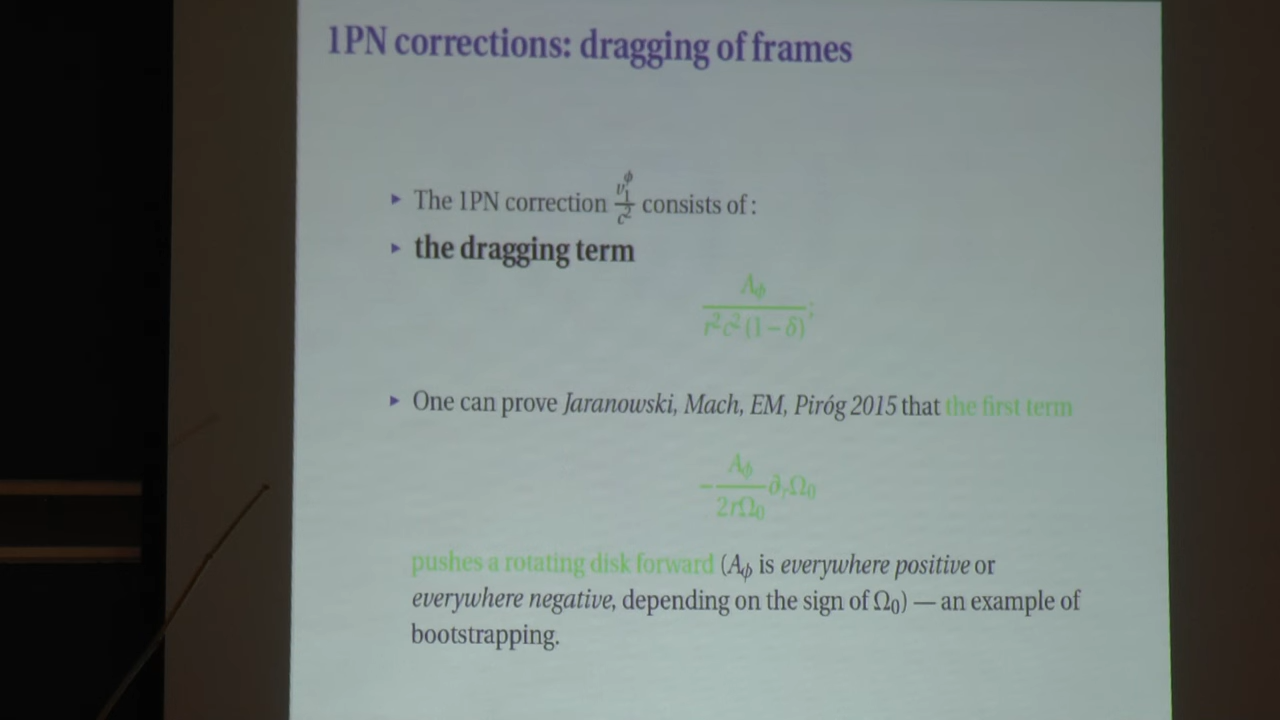 1PN corrections: dragging of frames
▸ The 1PN correction v₁^ϕ/c² consists of:
▸ the dragging term
A_ϕ/(r²c²(1 − δ));
▸ One can prove Jaranowski, Mach, EM, Piróg 2015 that the first term
−A_ϕ/(2rΩ₀) ∂ᵣΩ₀
pushes a rotating disk forward (A_ϕ is everywhere positive or
everywhere negative, depending on the sign of Ω₀) — an example of
bootstrapping.